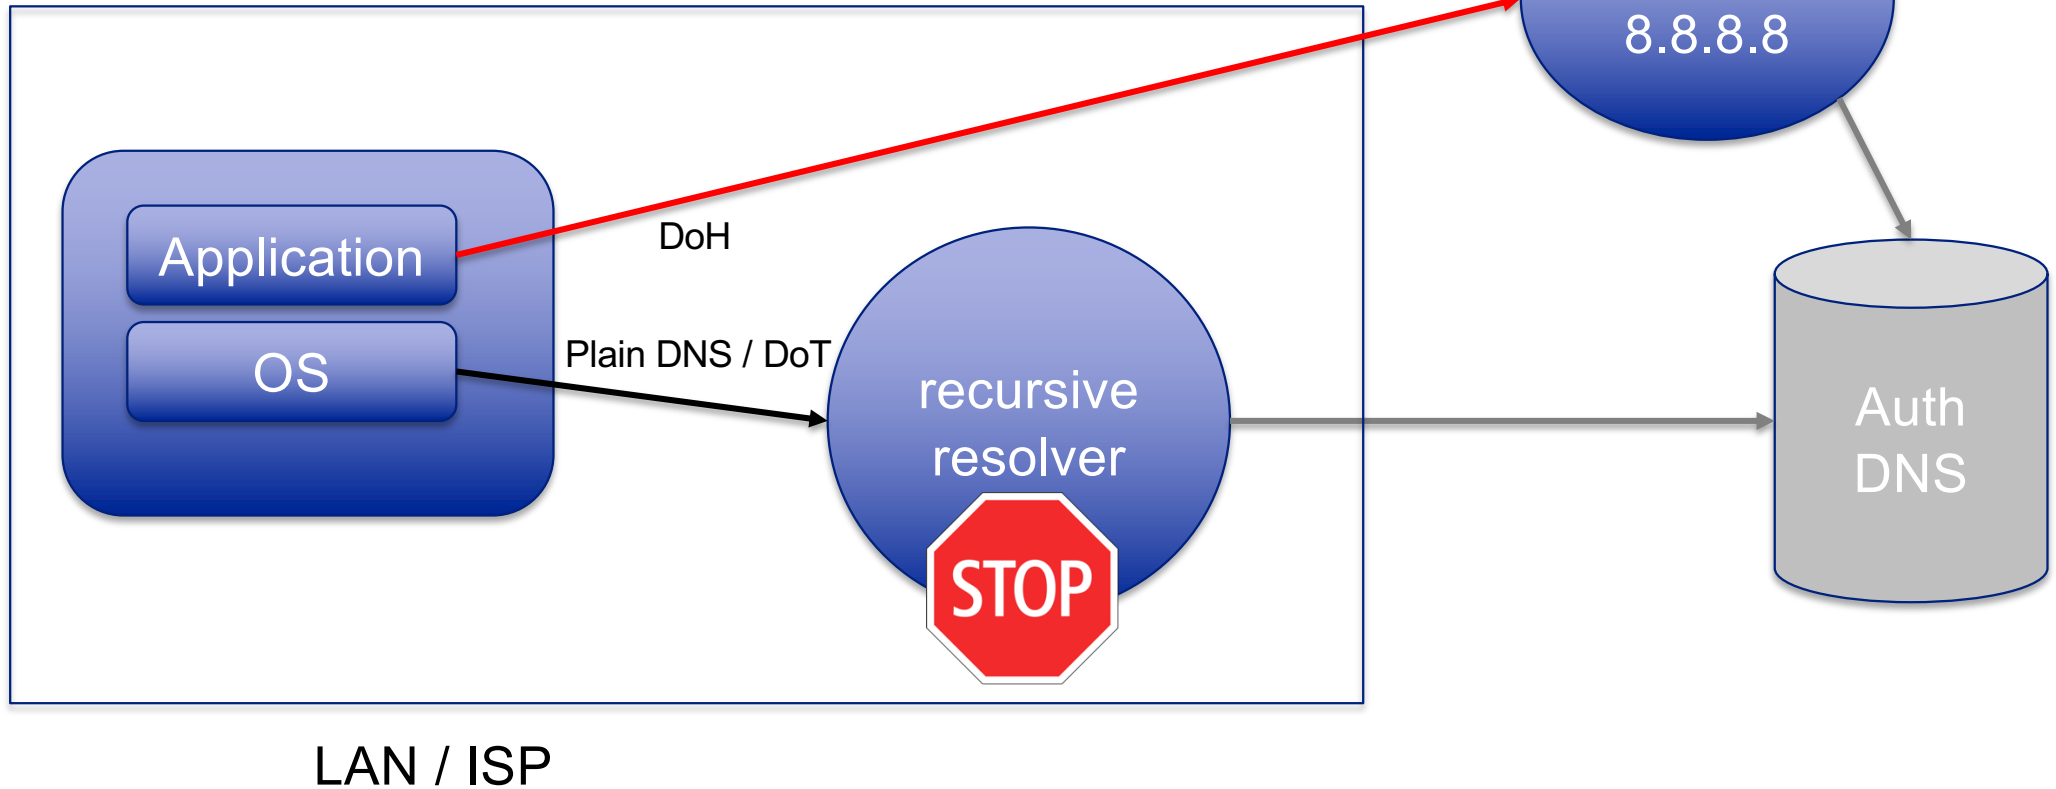 8.8.8.8
DoH
Application
Plain DNS / DoT
OS
recursive
resolver
Auth
DNS
STOP
LAN / ISP